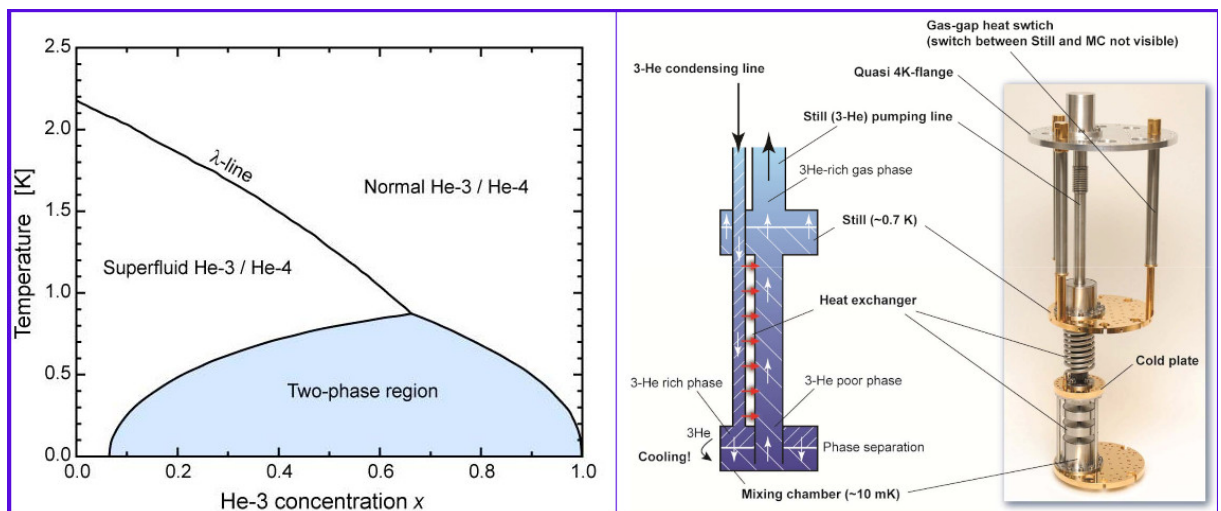 2.5
2.0
1.5
1.0
0.5
0.0
Temperature [K]
λ-line
Normal He-3 / He-4
Superfluid He-3 / He-4
Two-phase region
0.0 0.2 0.4 0.6 0.8 1.0
He-3 concentration x
Gas-gap heat swtich
(switch between Still and MC not visible)
3-He condensing line
Quasi 4K-flange
Still (3-He) pumping line
3He-rich gas phase
Still (~0.7 K)
Heat exchanger
Cold plate
3-He rich phase
3-He poor phase
3He
Cooling!
Phase separation
Mixing chamber (~10 mK)